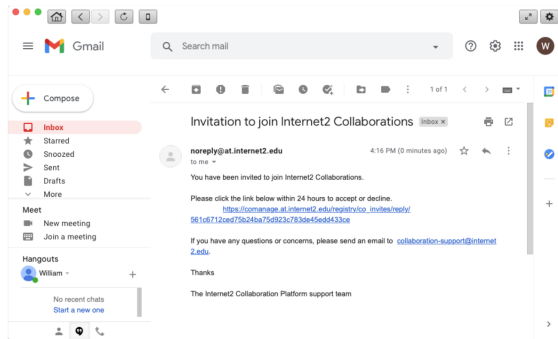 Gmail
Search mail
W
Compose
1 of 1
Inbox
Starred
Snoozed
Sent
Drafts
More
Meet
New meeting
Join a meeting
Hangouts
William
No recent chats
Start a new one
Invitation to join Internet2 Collaborations Inbox x
noreply@at.internet2.edu 4:16 PM (0 minutes ago)
to me
You have been invited to join Internet2 Collaborations.
Please click the link below within 24 hours to accept or decline.
https://comanage.at.internet2.edu/registry/co_invites/reply/
561c6712ced75b24ba75d923c783de45edd433ce
If you have any questions or concerns, please send an email to collaboration-support@internet
2.edu.
Thanks
The Internet2 Collaboration Platform support team